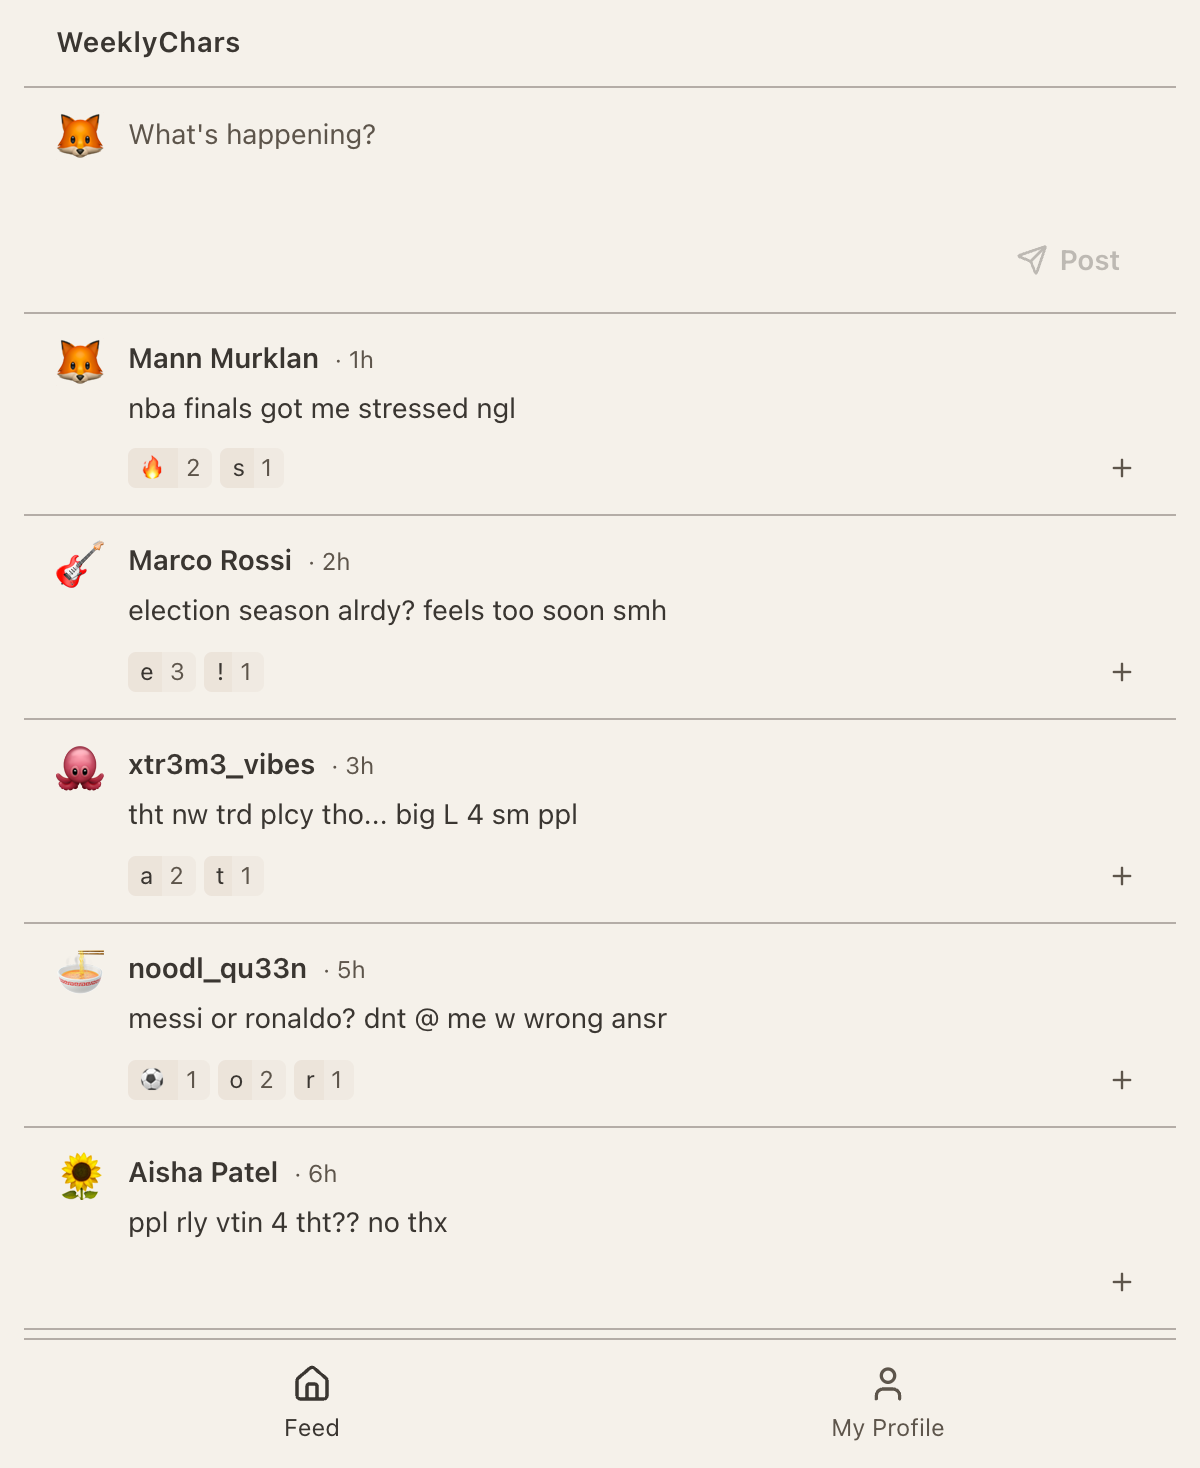 WeeklyChars
What's happening?
Post
Mann Murklan · 1h
nba finals got me stressed ngl
🔥 2 s 1
Marco Rossi · 2h
election season alrdy? feels too soon smh
e 3 ! 1
xtr3m3_vibes · 3h
tht nw trd plcy tho... big L 4 sm ppl
a 2 t 1
noodl_qu33n · 5h
messi or ronaldo? dnt @ me w wrong ansr
⚽ 1 o 2 r 1
Aisha Patel · 6h
ppl rly vtin 4 tht?? no thx
Feed
My Profile